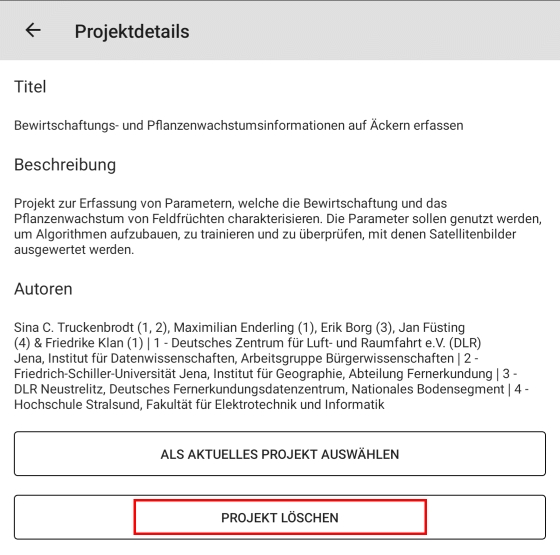 Projektdetails
Titel
Bewirtschaftungs- und Pflanzenwachstumsinformationen auf Äckern erfassen
Beschreibung
Projekt zur Erfassung von Parametern, welche die Bewirtschaftung und das
Pflanzenwachstum von Feldfrüchten charakterisieren. Die Parameter sollen genutzt werden,
um Algorithmen aufzubauen, zu trainieren und zu überprüfen, mit denen Satellitenbilder
ausgewertet werden.
Autoren
Sina C. Truckenbrodt (1, 2), Maximilian Enderling (1), Erik Borg (3), Jan Füsting
(4) & Friedrike Klan (1) | 1 - Deutsches Zentrum für Luft- und Raumfahrt e.V. (DLR)
Jena, Institut für Datenwissenschaften, Arbeitsgruppe Bürgerwissenschaften | 2 -
Friedrich-Schiller-Universität Jena, Institut für Geographie, Abteilung Fernerkundung | 3 -
DLR Neustrelitz, Deutsches Fernerkundungsdatenzentrum, Nationales Bodensegment | 4 -
Hochschule Stralsund, Fakultät für Elektrotechnik und Informatik
ALS AKTUELLES PROJEKT AUSWÄHLEN
PROJEKT LÖSCHEN